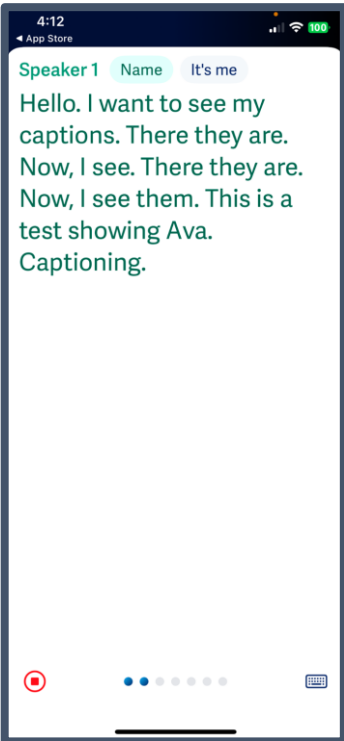 4:12
◀ App Store
100
Speaker 1 Name It's me
Hello. I want to see my
captions. There they are.
Now, I see. There they are.
Now, I see them. This is a
test showing Ava.
Captioning.